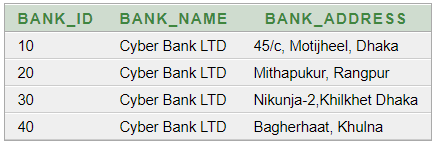 BANK_ID BANK_NAME BANK_ADDRESS
10 Cyber Bank LTD 45/c, Motijheel, Dhaka
20 Cyber Bank LTD Mithapukur, Rangpur
30 Cyber Bank LTD Nikunja-2,Khilkhet Dhaka
40 Cyber Bank LTD Bagherhaat, Khulna